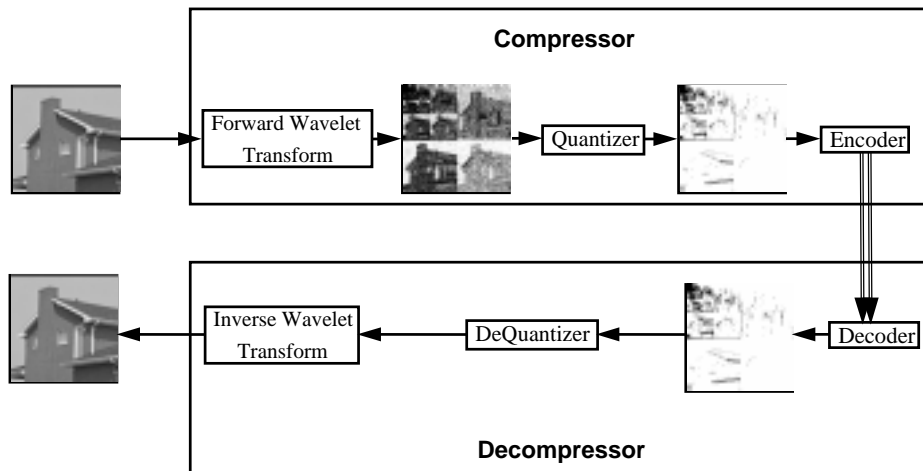 Compressor
Forward Wavelet
Transform
Quantizer
Encoder
Inverse Wavelet
Transform
DeQuantizer
Decoder
Decompressor